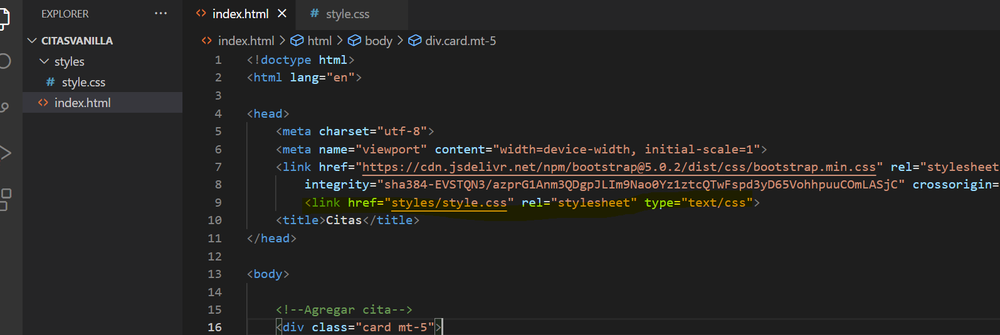 EXPLORER ···
CITASVANILLA
styles
# style.css
<> index.html
<> index.html × # style.css
<> index.html > html > body > div.card.mt-5
1 <!doctype html>
2 <html lang="en">
3
4 <head>
5 <meta charset="utf-8">
6 <meta name="viewport" content="width=device-width, initial-scale=1">
7 <link href="https://cdn.jsdelivr.net/npm/bootstrap@5.0.2/dist/css/bootstrap.min.css" rel="stylesheet
8 integrity="sha384-EVSTQN3/azprG1Anm3QDgpJLIm9Nao0Yz1ztcQTwFspd3yD65VohhpuuCOmLASjC" crossorigin=
9 <link href="styles/style.css" rel="stylesheet" type="text/css">
10 <title>Citas</title>
11 </head>
12
13 <body>
14
15 <!--Agregar cita-->
16 <div class="card mt-5">